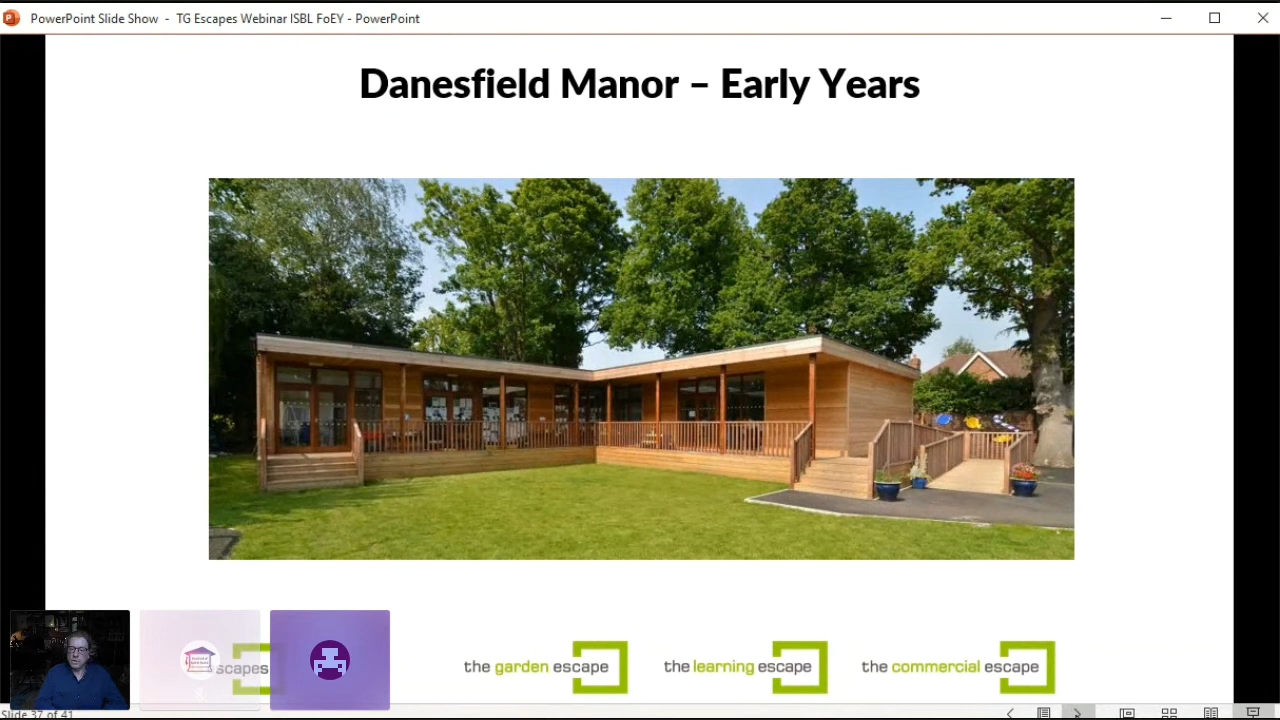 PowerPoint Slide Show - TG Escapes Webinar ISBL FoEY - PowerPoint
Danesfield Manor – Early Years
scapes
the garden escape
the learning escape
the commercial escape
Slide 37 of 41